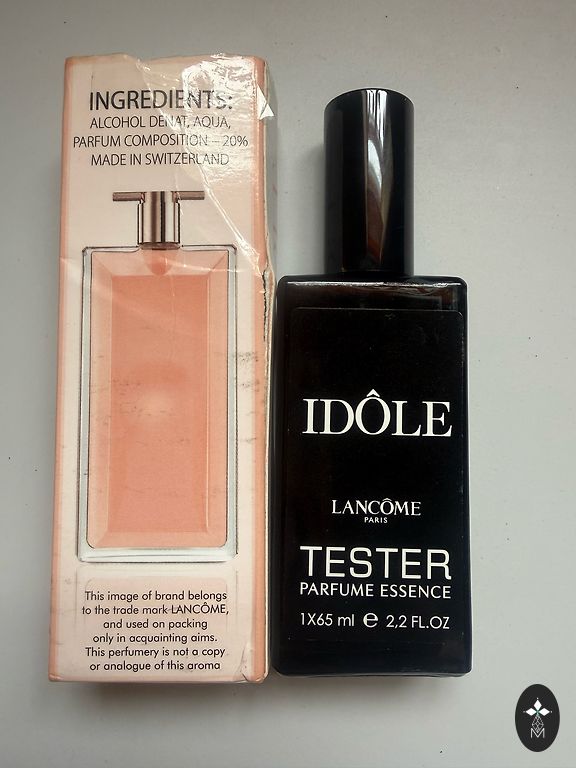 INGREDIENTS:
ALCOHOL DENAT, AQUA,
PARFUM COMPOSITION – 20%
MADE IN SWITZERLAND
This image of brand belongs
to the trade mark LANCÔME,
and used on packing
only in acquainting aims.
This perfumery is not a copy
or analogue of this aroma
IDÔLE
LANCÔME
PARIS
TESTER
PARFUME ESSENCE
1X65 ml e 2,2 FL.OZ
M